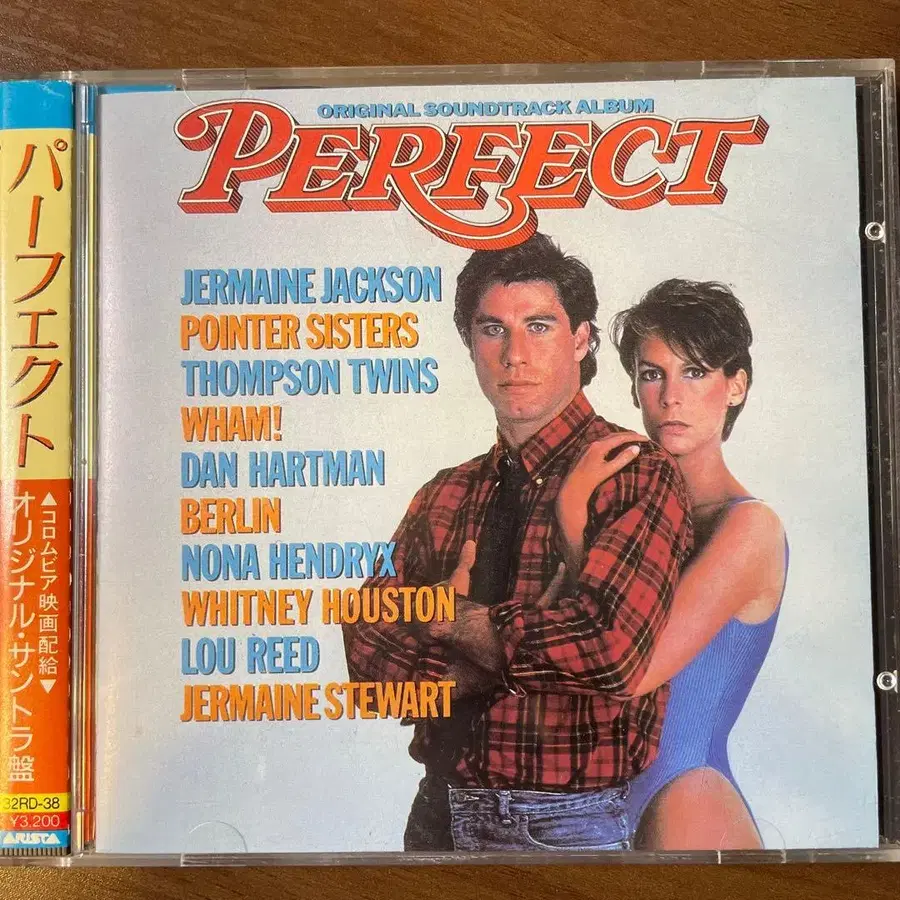 パーフェクト
▲コロムビア映画配給▼
オリジナル・サントラ盤
32RD-38
¥3,200
ARISTA
ORIGINAL SOUNDTRACK ALBUM
PERFECT
JERMAINE JACKSON
POINTER SISTERS
THOMPSON TWINS
WHAM!
DAN HARTMAN
BERLIN
NONA HENDRYX
WHITNEY HOUSTON
LOU REED
JERMAINE STEWART